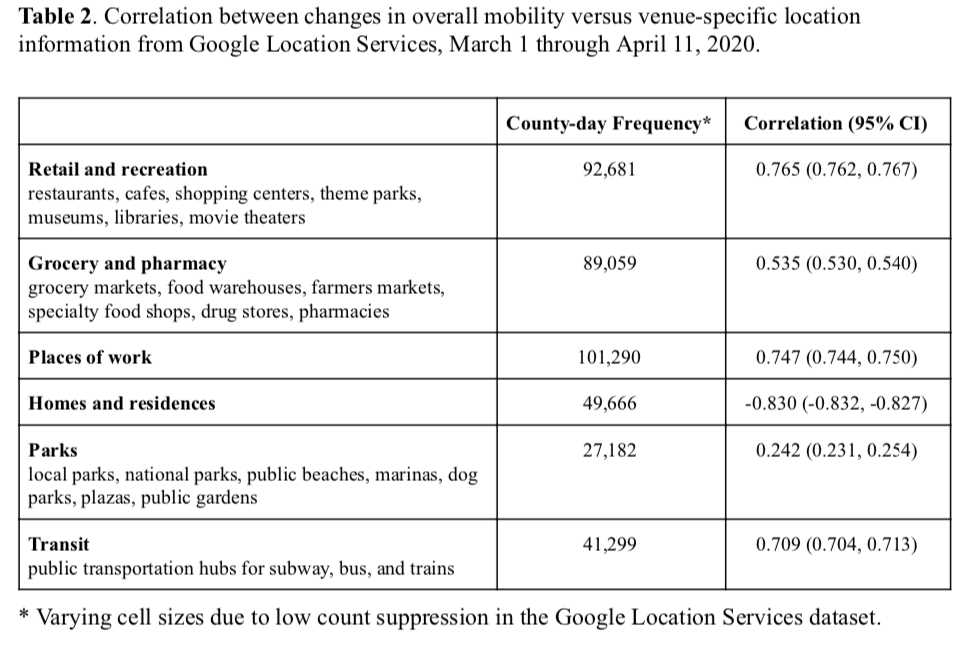 Table 2. Correlation between changes in overall mobility versus venue-specific location
information from Google Location Services, March 1 through April 11, 2020.
County-day Frequency* Correlation (95% CI)
Retail and recreation 92,681 0.765 (0.762, 0.767)
restaurants, cafes, shopping centers, theme parks,
museums, libraries, movie theaters
Grocery and pharmacy 89,059 0.535 (0.530, 0.540)
grocery markets, food warehouses, farmers markets,
specialty food shops, drug stores, pharmacies
Places of work 101,290 0.747 (0.744, 0.750)
Homes and residences 49,666 -0.830 (-0.832, -0.827)
Parks 27,182 0.242 (0.231, 0.254)
local parks, national parks, public beaches, marinas, dog
parks, plazas, public gardens
Transit 41,299 0.709 (0.704, 0.713)
public transportation hubs for subway, bus, and trains
* Varying cell sizes due to low count suppression in the Google Location Services dataset.